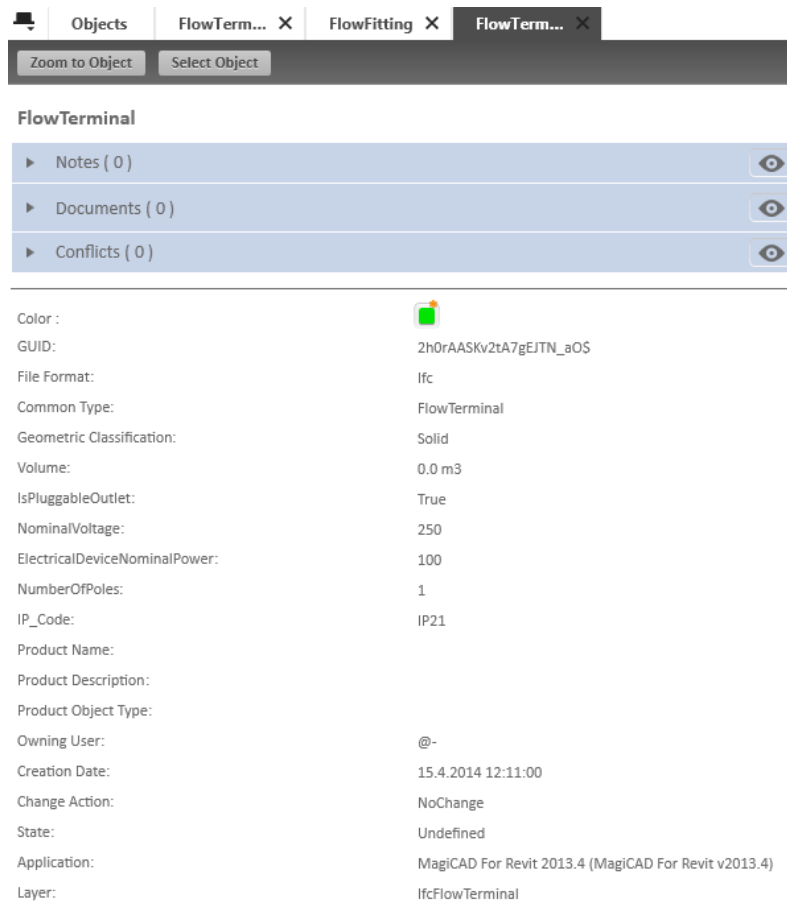 Objects FlowTerm... X FlowFitting X FlowTerm... X
Zoom to Object Select Object
FlowTerminal
Notes ( 0 )
Documents ( 0 )
Conflicts ( 0 )
Color :
GUID: 2h0rAASKv2tA7gEJTN_aO$
File Format: Ifc
Common Type: FlowTerminal
Geometric Classification: Solid
Volume: 0.0 m3
IsPluggableOutlet: True
NominalVoltage: 250
ElectricalDeviceNominalPower: 100
NumberOfPoles: 1
IP_Code: IP21
Product Name:
Product Description:
Product Object Type:
Owning User: @-
Creation Date: 15.4.2014 12:11:00
Change Action: NoChange
State: Undefined
Application: MagiCAD For Revit 2013.4 (MagiCAD For Revit v2013.4)
Layer: IfcFlowTerminal